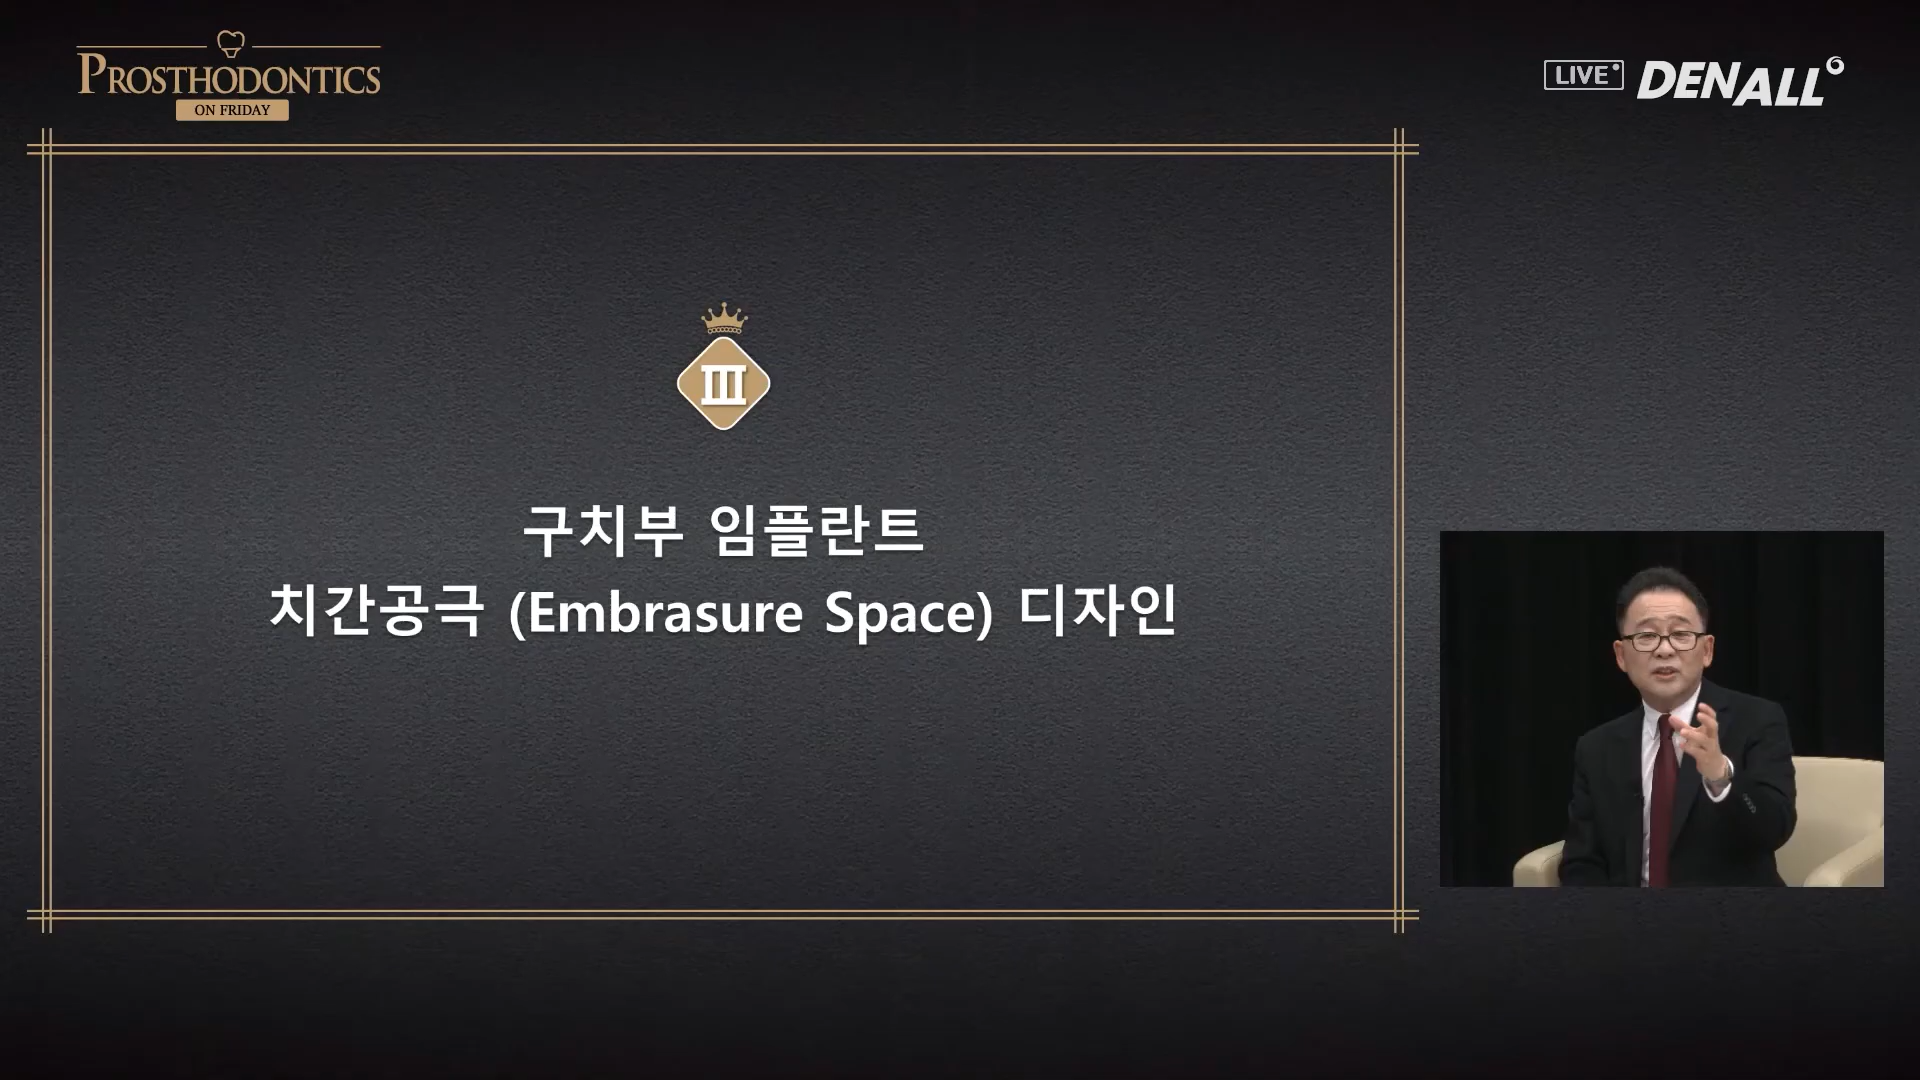 PROSTHODONTICS
ON FRIDAY
LIVE
DENALL
III
구치부 임플란트
치간공극 (Embrasure Space) 디자인